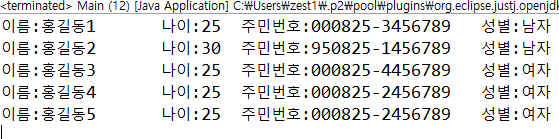 <terminated> Main (12) [Java Application] C:₩Users₩zest1₩.p2₩pool₩plugins₩org.eclipse.justj.openjdk
이름:홍길동1 나이:25 주민번호:000825-3456789 성별:남자
이름:홍길동2 나이:30 주민번호:950825-1456789 성별:남자
이름:홍길동3 나이:25 주민번호:000825-4456789 성별:여자
이름:홍길동4 나이:25 주민번호:000825-2456789 성별:여자
이름:홍길동5 나이:25 주민번호:000825-2456789 성별:여자